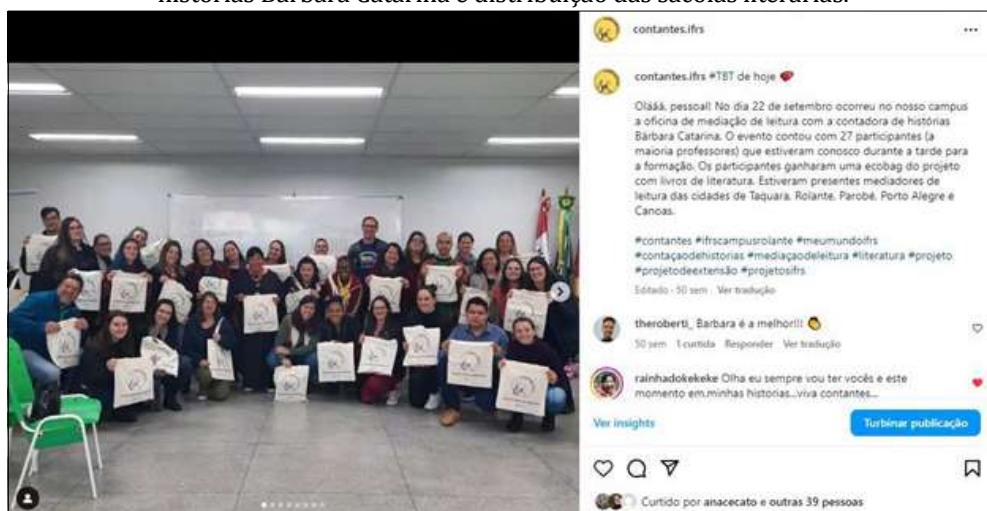 histórias Bárbara Catarina e distribuição das sacolas literárias.
contantes.ifrs
contantes.ifrs #TBT de hoje
Olááá, pessoal! No dia 22 de setembro ocorreu no nosso campus
a oficina de mediação de leitura com a contadora de histórias
Bárbara Catarina. O evento contou com 27 participantes (a
maioria professores) que estiveram conosco durante a tarde para
a formação. Os participantes ganharam uma ecobag do projeto
com livros de literatura. Estiveram presentes mediadores de
leitura das cidades de Taquara, Rolante, Parobé, Porto Alegre e
Canoas.
#contantes #ifrscampusrolante #meumundoifrs
#contaçaodehistorias #mediaçaodeleitura #literatura #projeto
#projetodeextensão #projetosifrs
Editado · 50 sem Ver tradução
theroberti_ Barbara é a melhor!!!
50 sem 1 curtida Responder Ver tradução
rainhadokekeke Olha eu sempre vou ter vocês e este
momento em.minhas historias...viva contantes...
Ver insights
Turbinar publicação
Curtido por anacecato e outras 39 pessoas